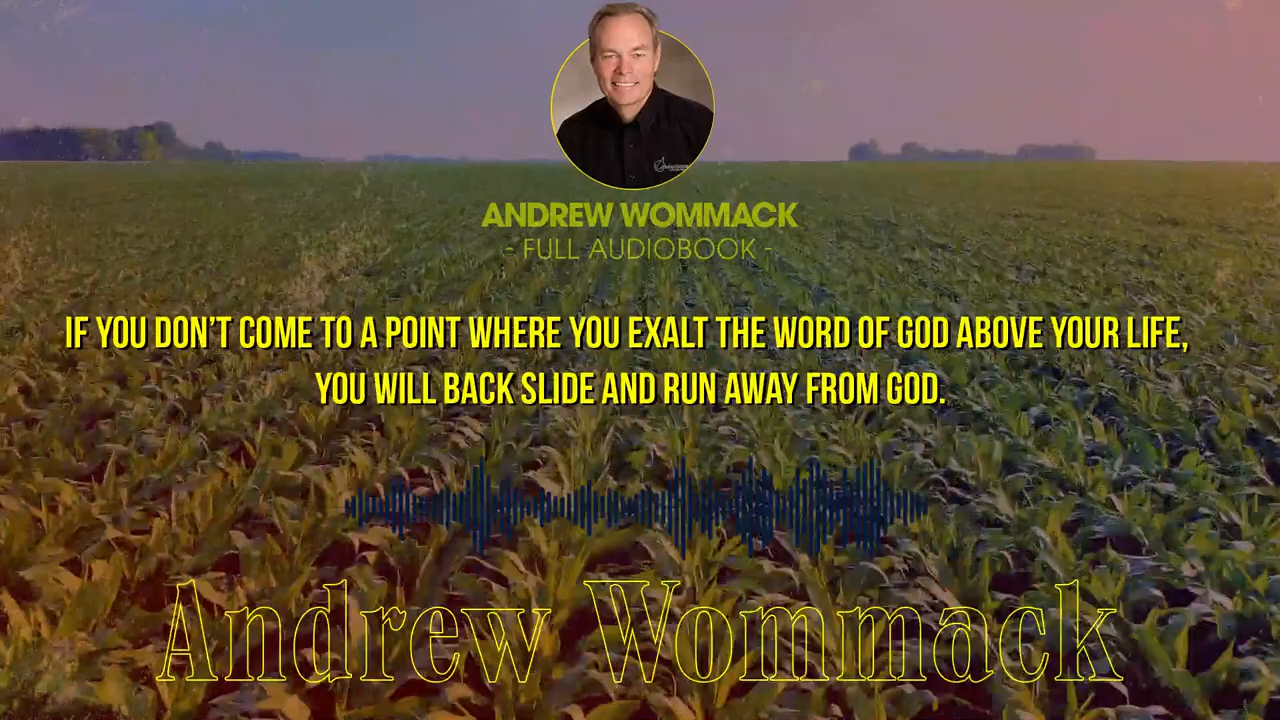 ANDREW WOMMACK
- FULL AUDIOBOOK -
IF YOU DON'T COME TO A POINT WHERE YOU EXALT THE WORD OF GOD ABOVE YOUR LIFE,
YOU WILL BACK SLIDE AND RUN AWAY FROM GOD.
Andrew Wommack